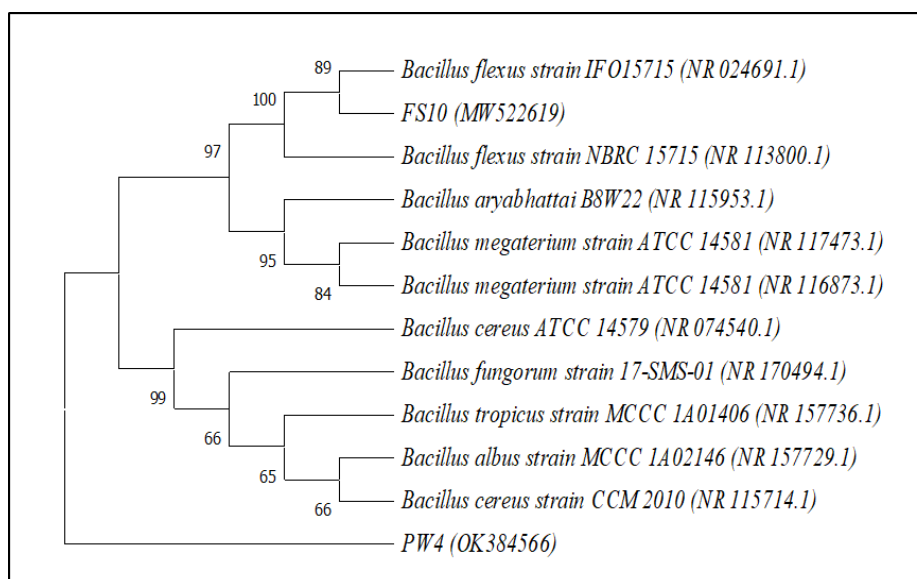 89
Bacillus flexus strain IFO15715 (NR 024691.1)
100
FS10 (MW522619)
97
Bacillus flexus strain NBRC 15715 (NR 113800.1)
Bacillus aryabhattai B8W22 (NR 115953.1)
Bacillus megaterium strain ATCC 14581 (NR 117473.1)
95
84
Bacillus megaterium strain ATCC 14581 (NR 116873.1)
Bacillus cereus ATCC 14579 (NR 074540.1)
Bacillus fungorum strain 17-SMS-01 (NR 170494.1)
99
66
Bacillus tropicus strain MCCC 1A01406 (NR 157736.1)
Bacillus albus strain MCCC 1A02146 (NR 157729.1)
65
66
Bacillus cereus strain CCM 2010 (NR 115714.1)
PW4 (OK384566)